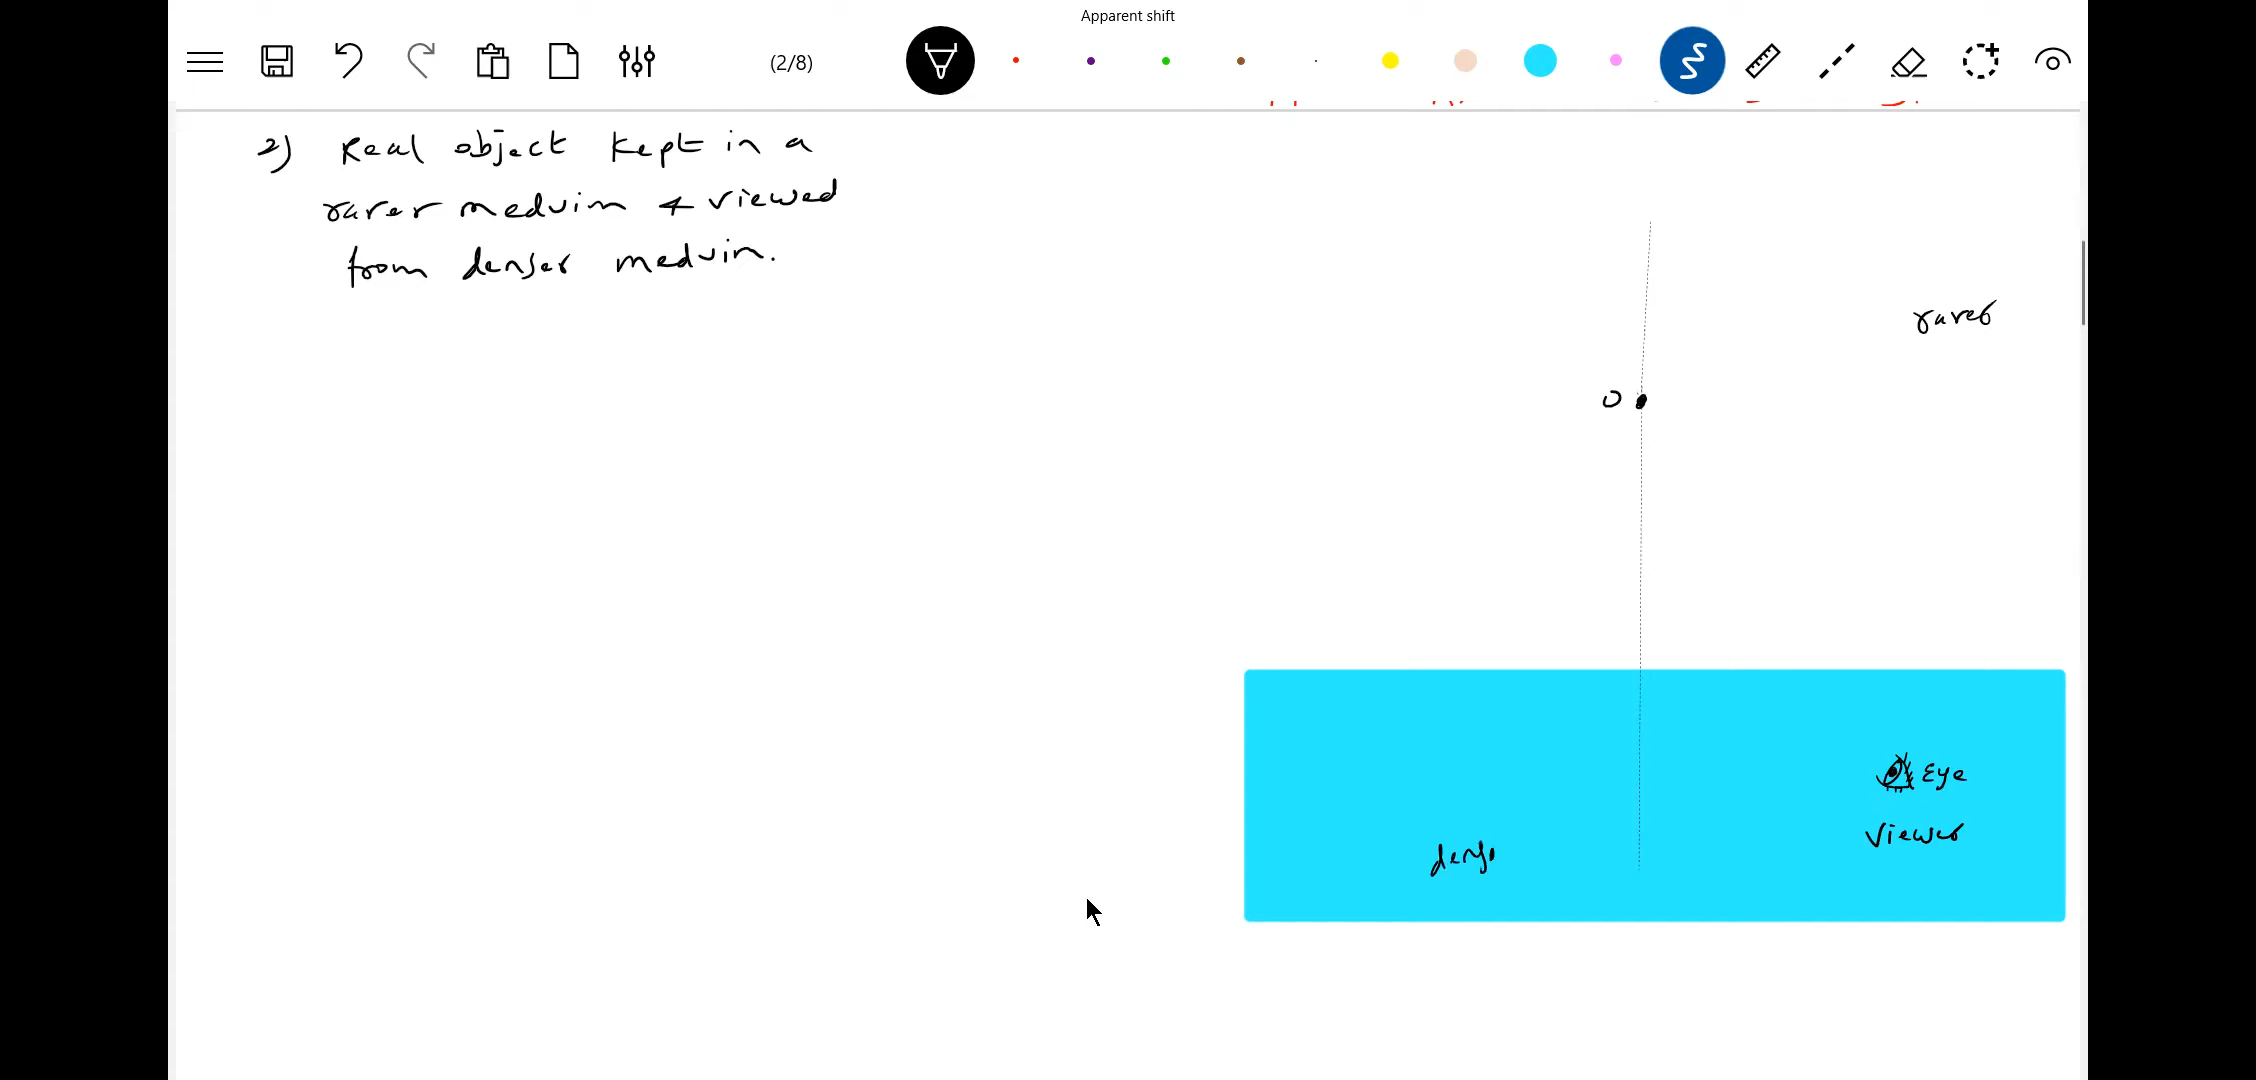 Apparent shift
(2/8)
2) Real object kept in a
rarer meduim & viewed
from denser meduim.
rarer
O
Eye
Viewer
dense